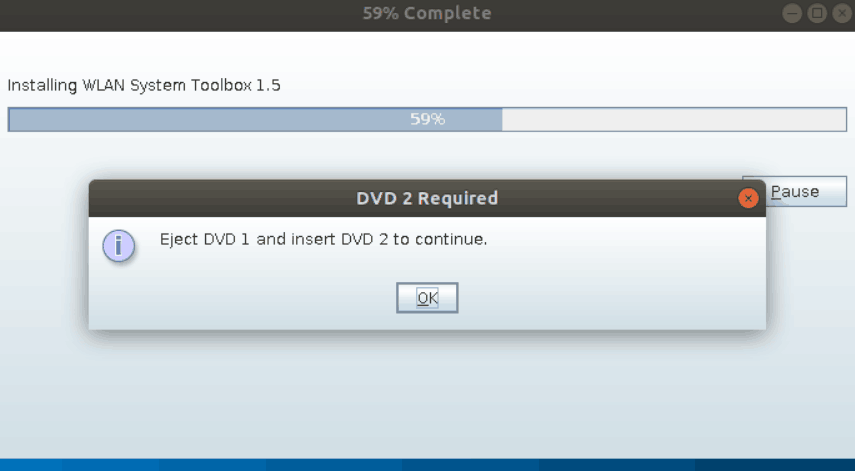 59% Complete
Installing WLAN System Toolbox 1.5
59%
Pause
DVD 2 Required
Eject DVD 1 and insert DVD 2 to continue.
OK